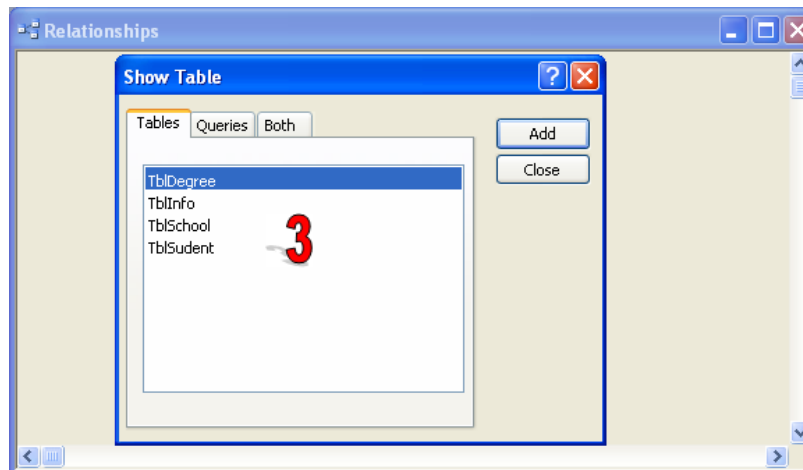 Relationships
Show Table
Tables Queries Both
Add
Close
TblDegree
TblInfo
TblSchool
TblSudent
3